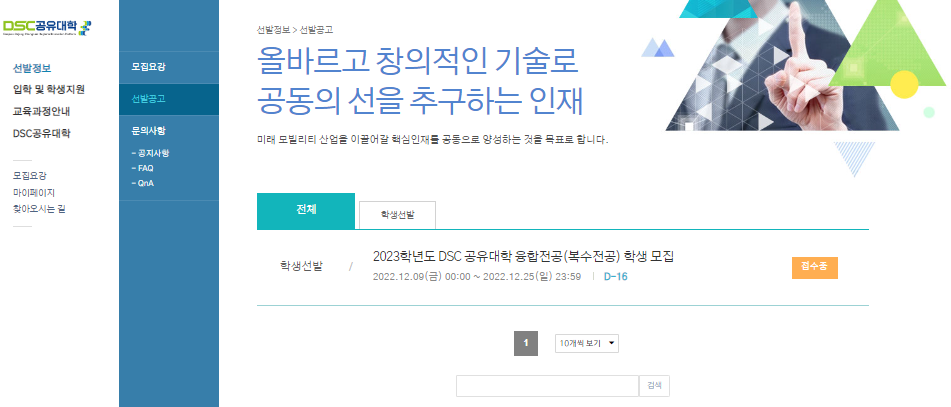 DSC공유대학
선발정보
입학 및 학생지원
교육과정안내
DSC공유대학
모집요강
마이페이지
찾아오시는 길
모집요강
선발공고
문의사항
- 공지사항
- FAQ
- QnA
선발정보 > 선발공고
올바르고 창의적인 기술로
공동의 선을 추구하는 인재
미래 모빌리티 산업을 이끌어갈 핵심인재를 공동으로 양성하는 것을 목표로 합니다.
전체
학생선발
학생선발 / 2023학년도 DSC 공유대학 융합전공(복수전공) 학생 모집
2022.12.09(금) 00:00 ~ 2022.12.25(일) 23:59 | D-16
접수중
1
10개씩 보기
검색